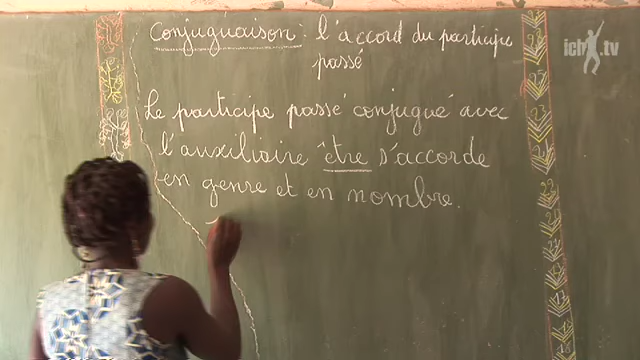 Conjuguaison : l'accord du participe
passé
Le participe passé conjugué avec
l'auxiliaire être s'accorde
en genre et en nombre.
ich.tv